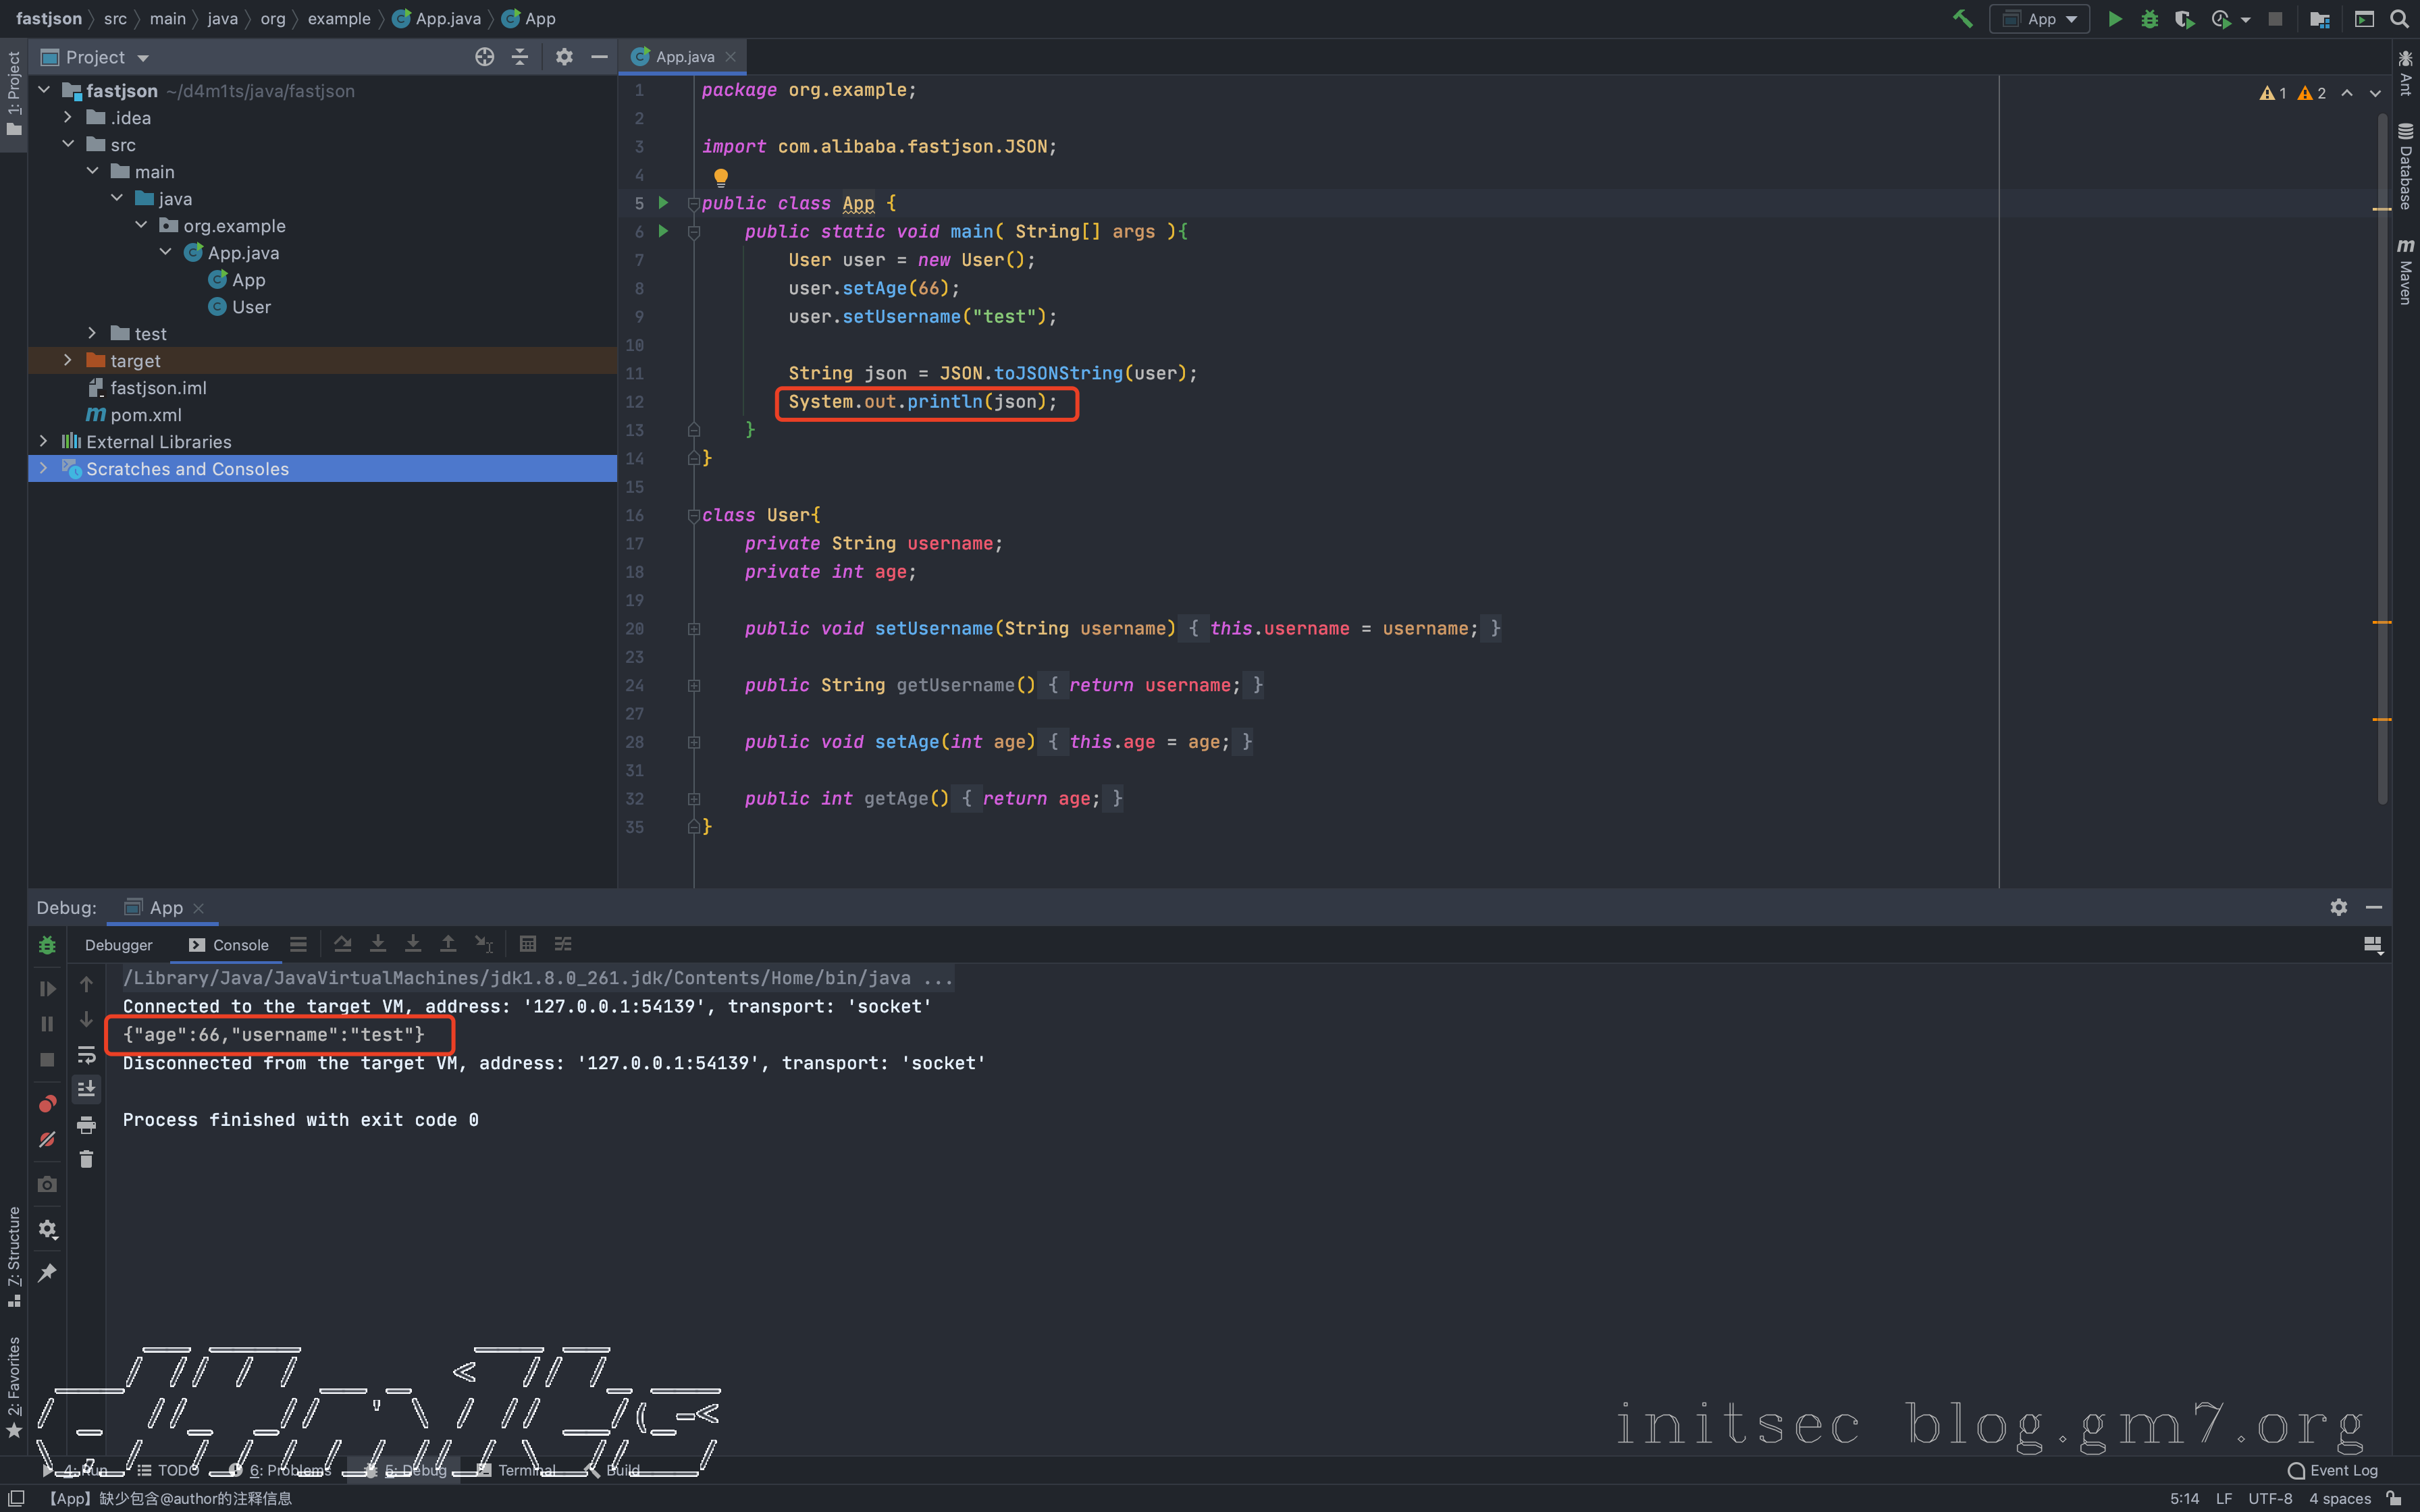 fastjson src main java org example App.java App
App
1: Project
Project
App.java
fastjson ~/d4m1ts/java/fastjson
.idea
src
main
java
org.example
App.java
App
User
test
target
fastjson.iml
pom.xml
External Libraries
Scratches and Consoles
1 package org.example;
2
3 import com.alibaba.fastjson.JSON;
4
5 public class App {
6 public static void main( String[] args ){
7 User user = new User();
8 user.setAge(66);
9 user.setUsername("test");
10
11 String json = JSON.toJSONString(user);
12 System.out.println(json);
13 }
14 }
15
16 class User{
17 private String username;
18 private int age;
19
20 public void setUsername(String username) { this.username = username; }
23
24 public String getUsername() { return username; }
27
28 public void setAge(int age) { this.age = age; }
31
32 public int getAge() { return age; }
35 }
1 2
Ant
Database
Maven
Debug: App
Debugger Console
/Library/Java/JavaVirtualMachines/jdk1.8.0_261.jdk/Contents/Home/bin/java ...
Connected to the target VM, address: '127.0.0.1:54139', transport: 'socket'
{"age":66,"username":"test"}
Disconnected from the target VM, address: '127.0.0.1:54139', transport: 'socket'
Process finished with exit code 0
7: Structure
2: Favorites
initsec blog.gm7.org
4: Run TODO 6: Problems 5: Debug Terminal Build Event Log
【App】缺少包含@author的注释信息 5:14 LF UTF-8 4 spaces